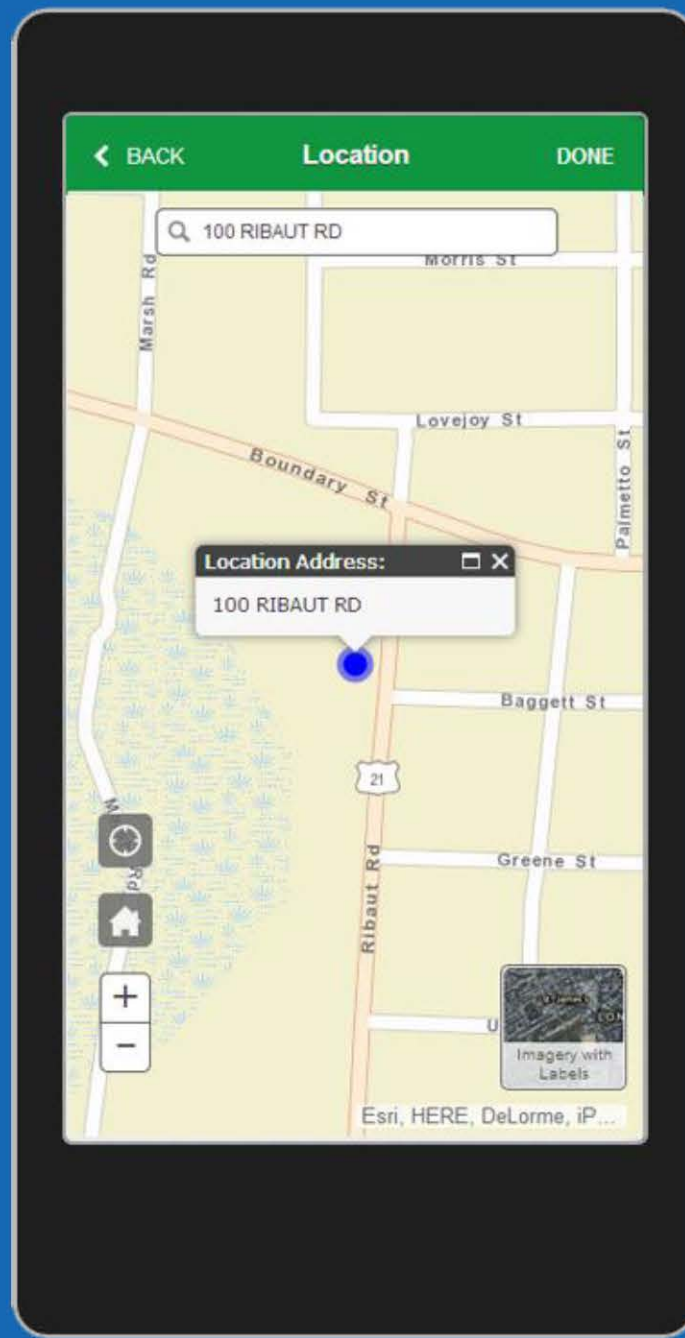 BACK
Location
DONE
100 RIBAUT RD
Morris St
Marsh Rd
Lovejoy St
Boundary St
Palmetto St
Location Address:
100 RIBAUT RD
Baggett St
21
Greene St
Rd
Ribaut Rd
+
−
U
Imagery with
Labels
Esri, HERE, DeLorme, iP...